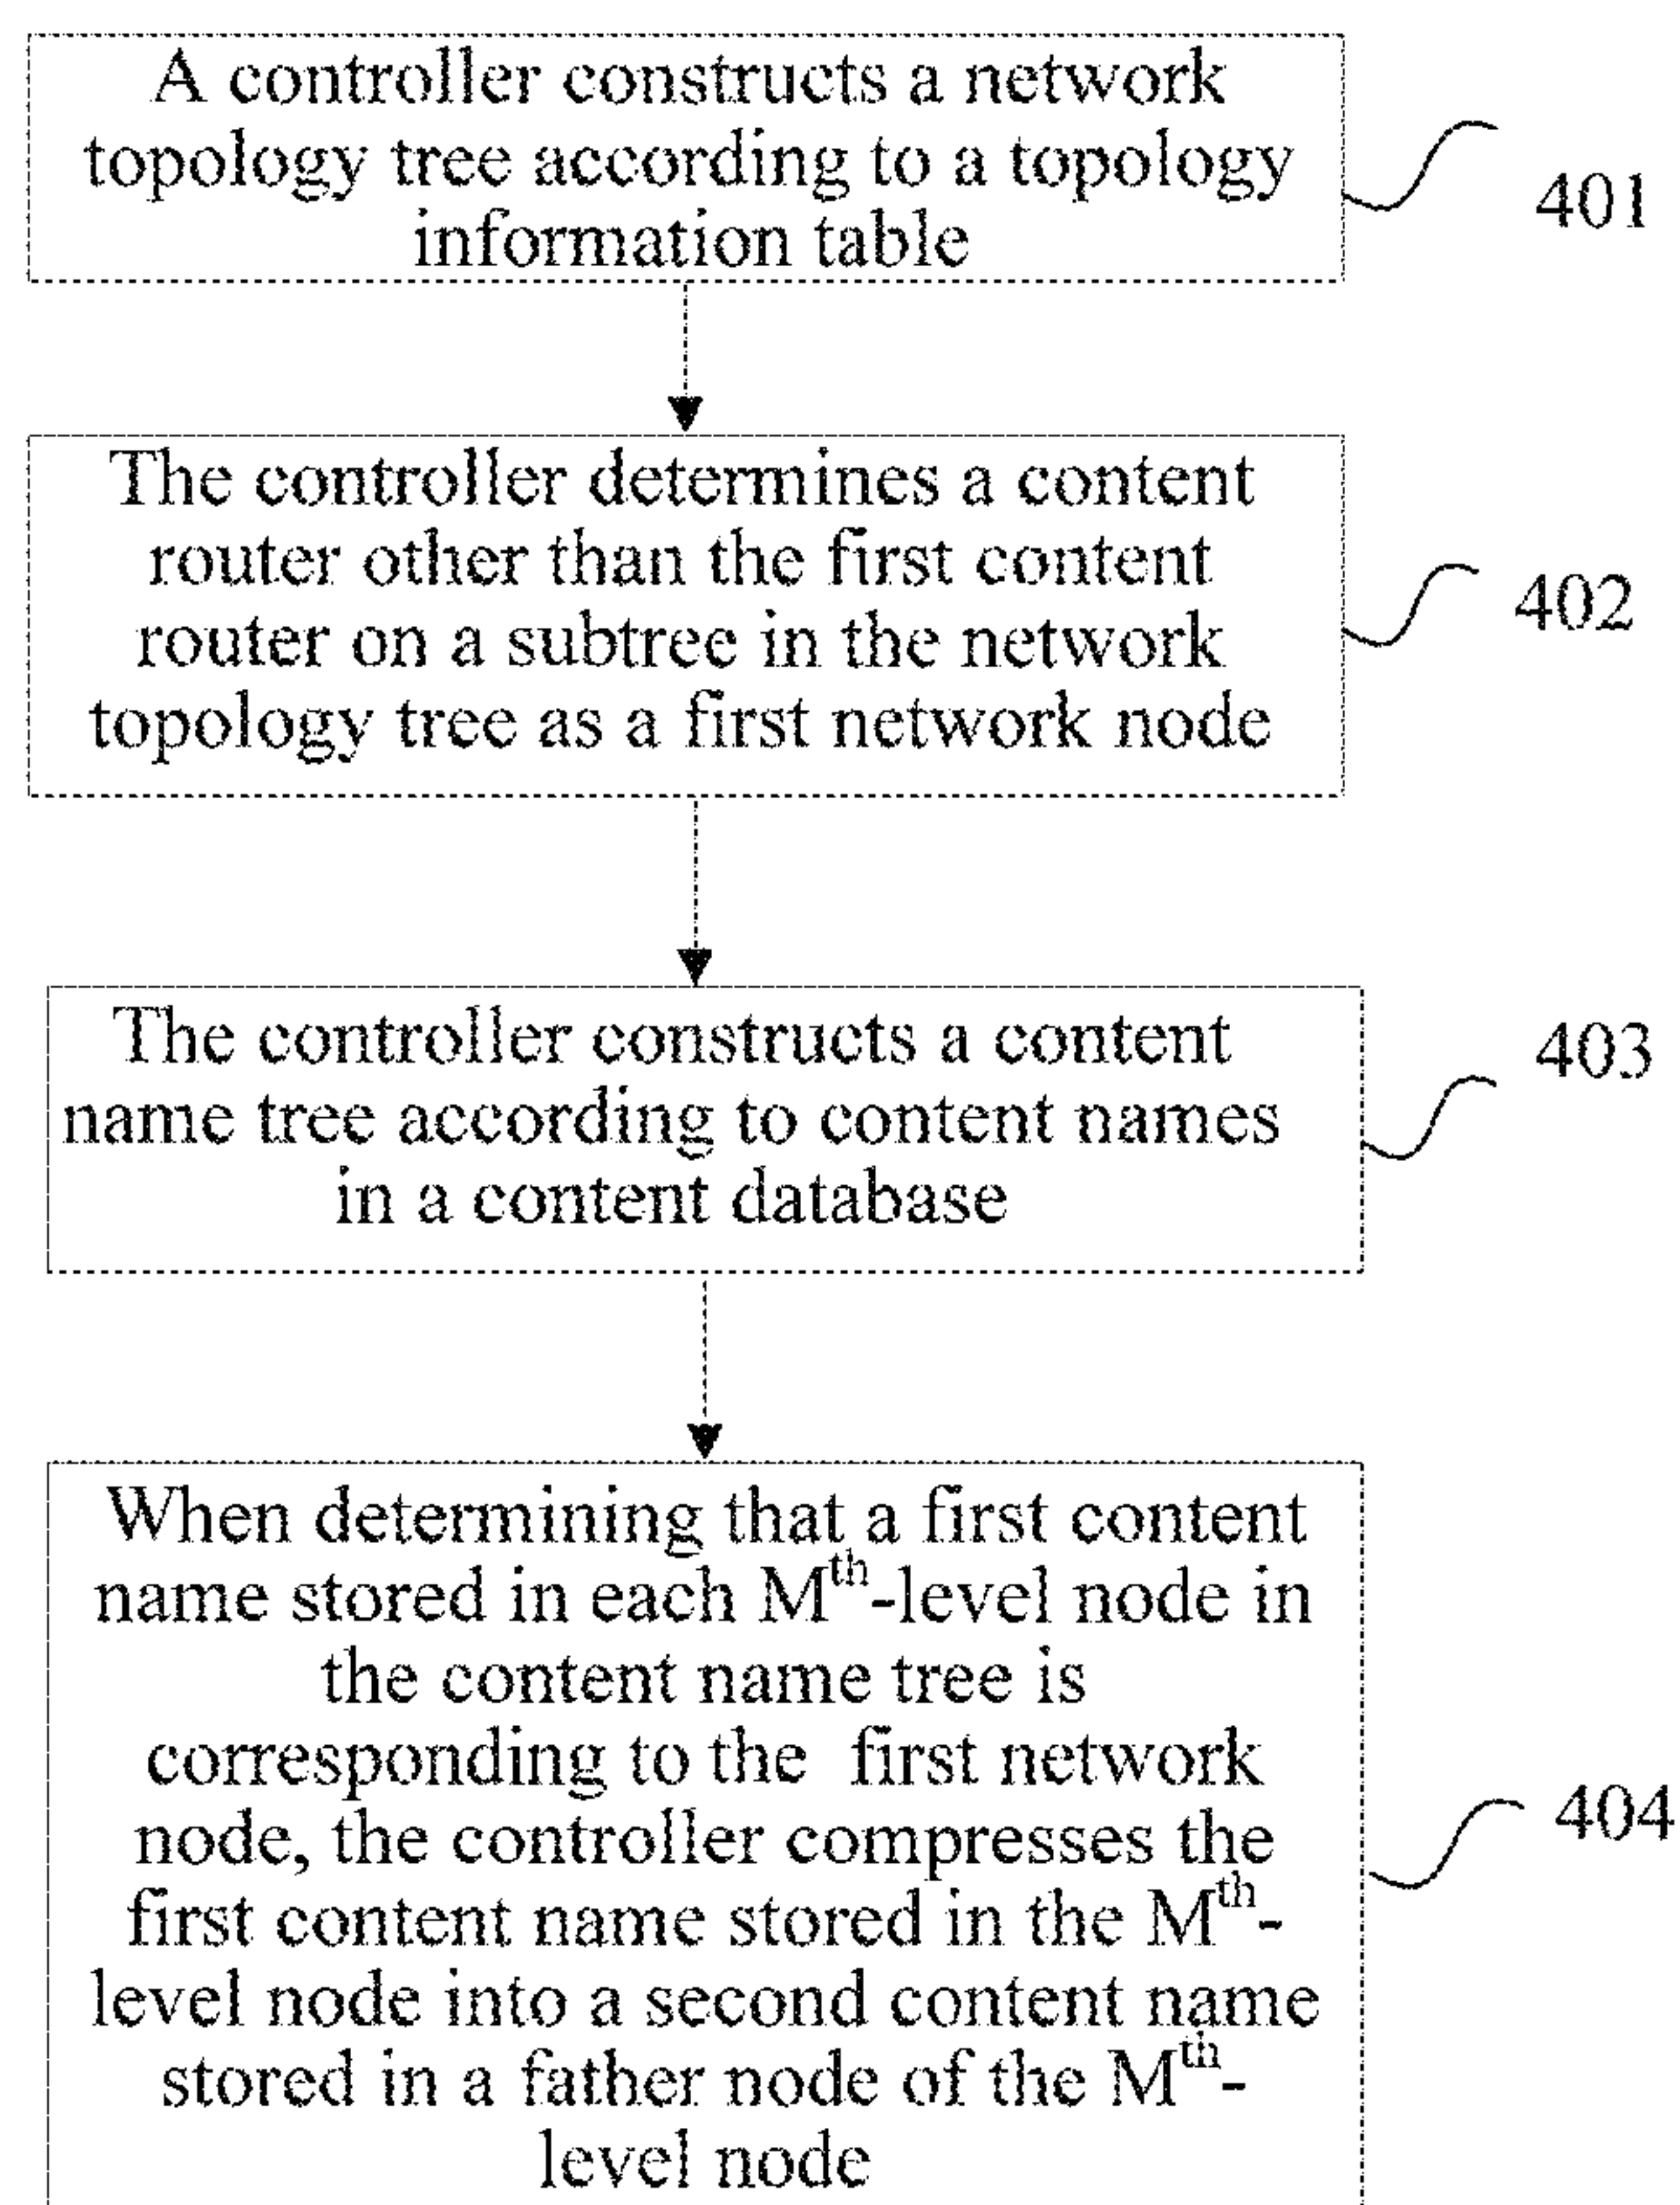 A controller constructs a network
topology tree according to a topology
information table
401
The controller determines a content
router other than the first content
router on a subtree in the network
topology tree as a first network node
402
The controller constructs a content
name tree according to content names
in a content database
403
When determining that a first content
name stored in each Mth-level node in
the content name tree is
corresponding to the first network
node, the controller compresses the
first content name stored in the Mth-
level node into a second content name
stored in a father node of the Mth-
level node
404